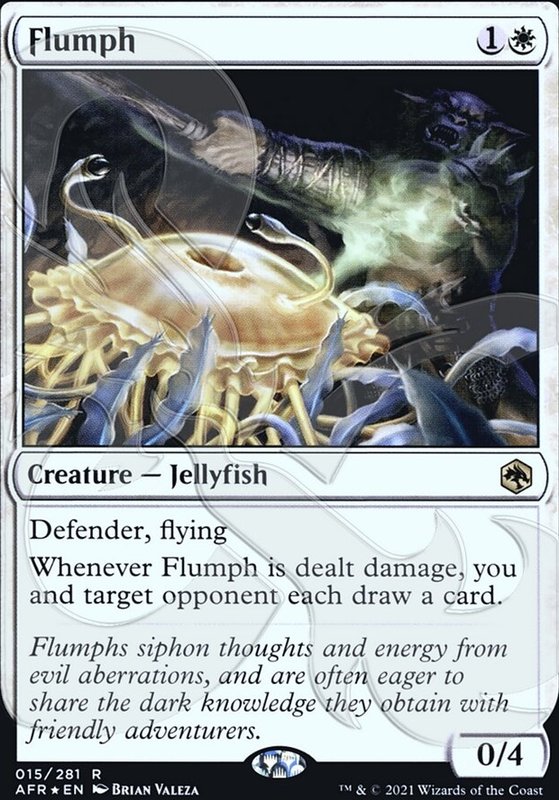 Flumph 1
Creature — Jellyfish
Defender, flying
Whenever Flumph is dealt damage, you
and target opponent each draw a card.
Flumphs siphon thoughts and energy from
evil aberrations, and are often eager to
share the dark knowledge they obtain with
friendly adventurers.
0/4
015/281 R
AFR ★ EN Brian Valeza
™ & © 2021 Wizards of the Coast